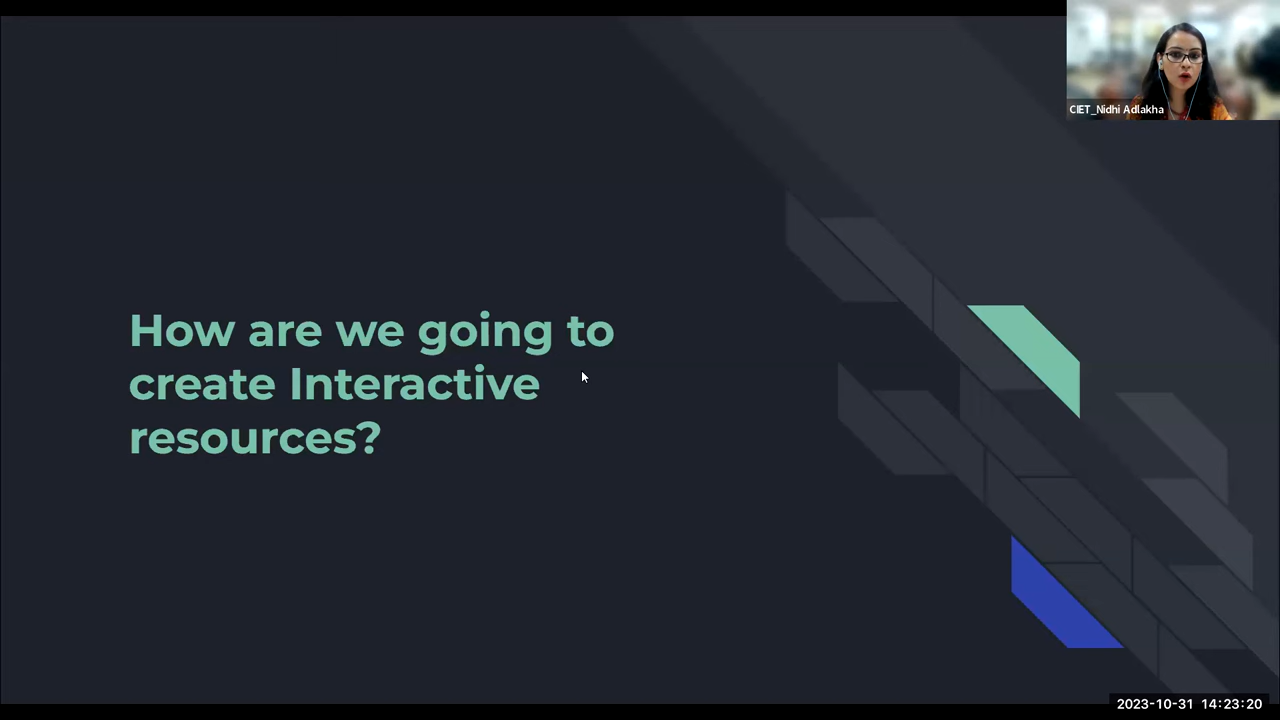 CIET_Nidhi Adlakha
How are we going to
create Interactive
resources?
2023-10-31 14:23:20